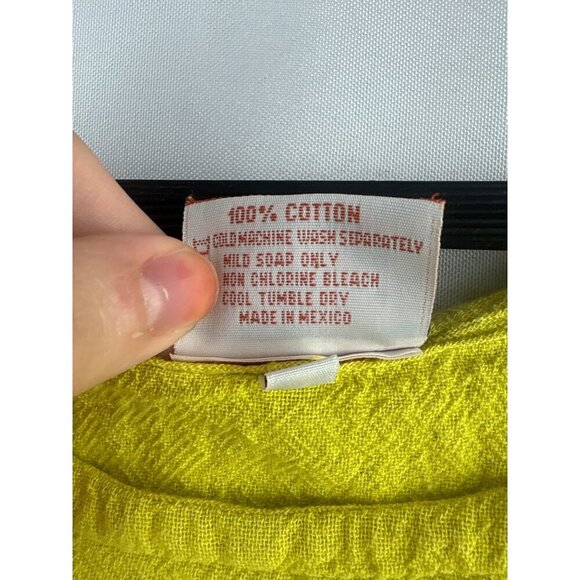 100% COTTON
COLD MACHINE WASH SEPARATELY
MILD SOAP ONLY
NON CHLORINE BLEACH
COOL TUMBLE DRY
MADE IN MEXICO